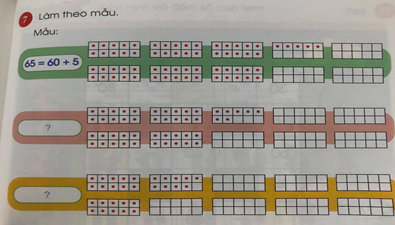 7 Làm theo mẫu.
Mẫu:
65 = 60 + 5
?
?